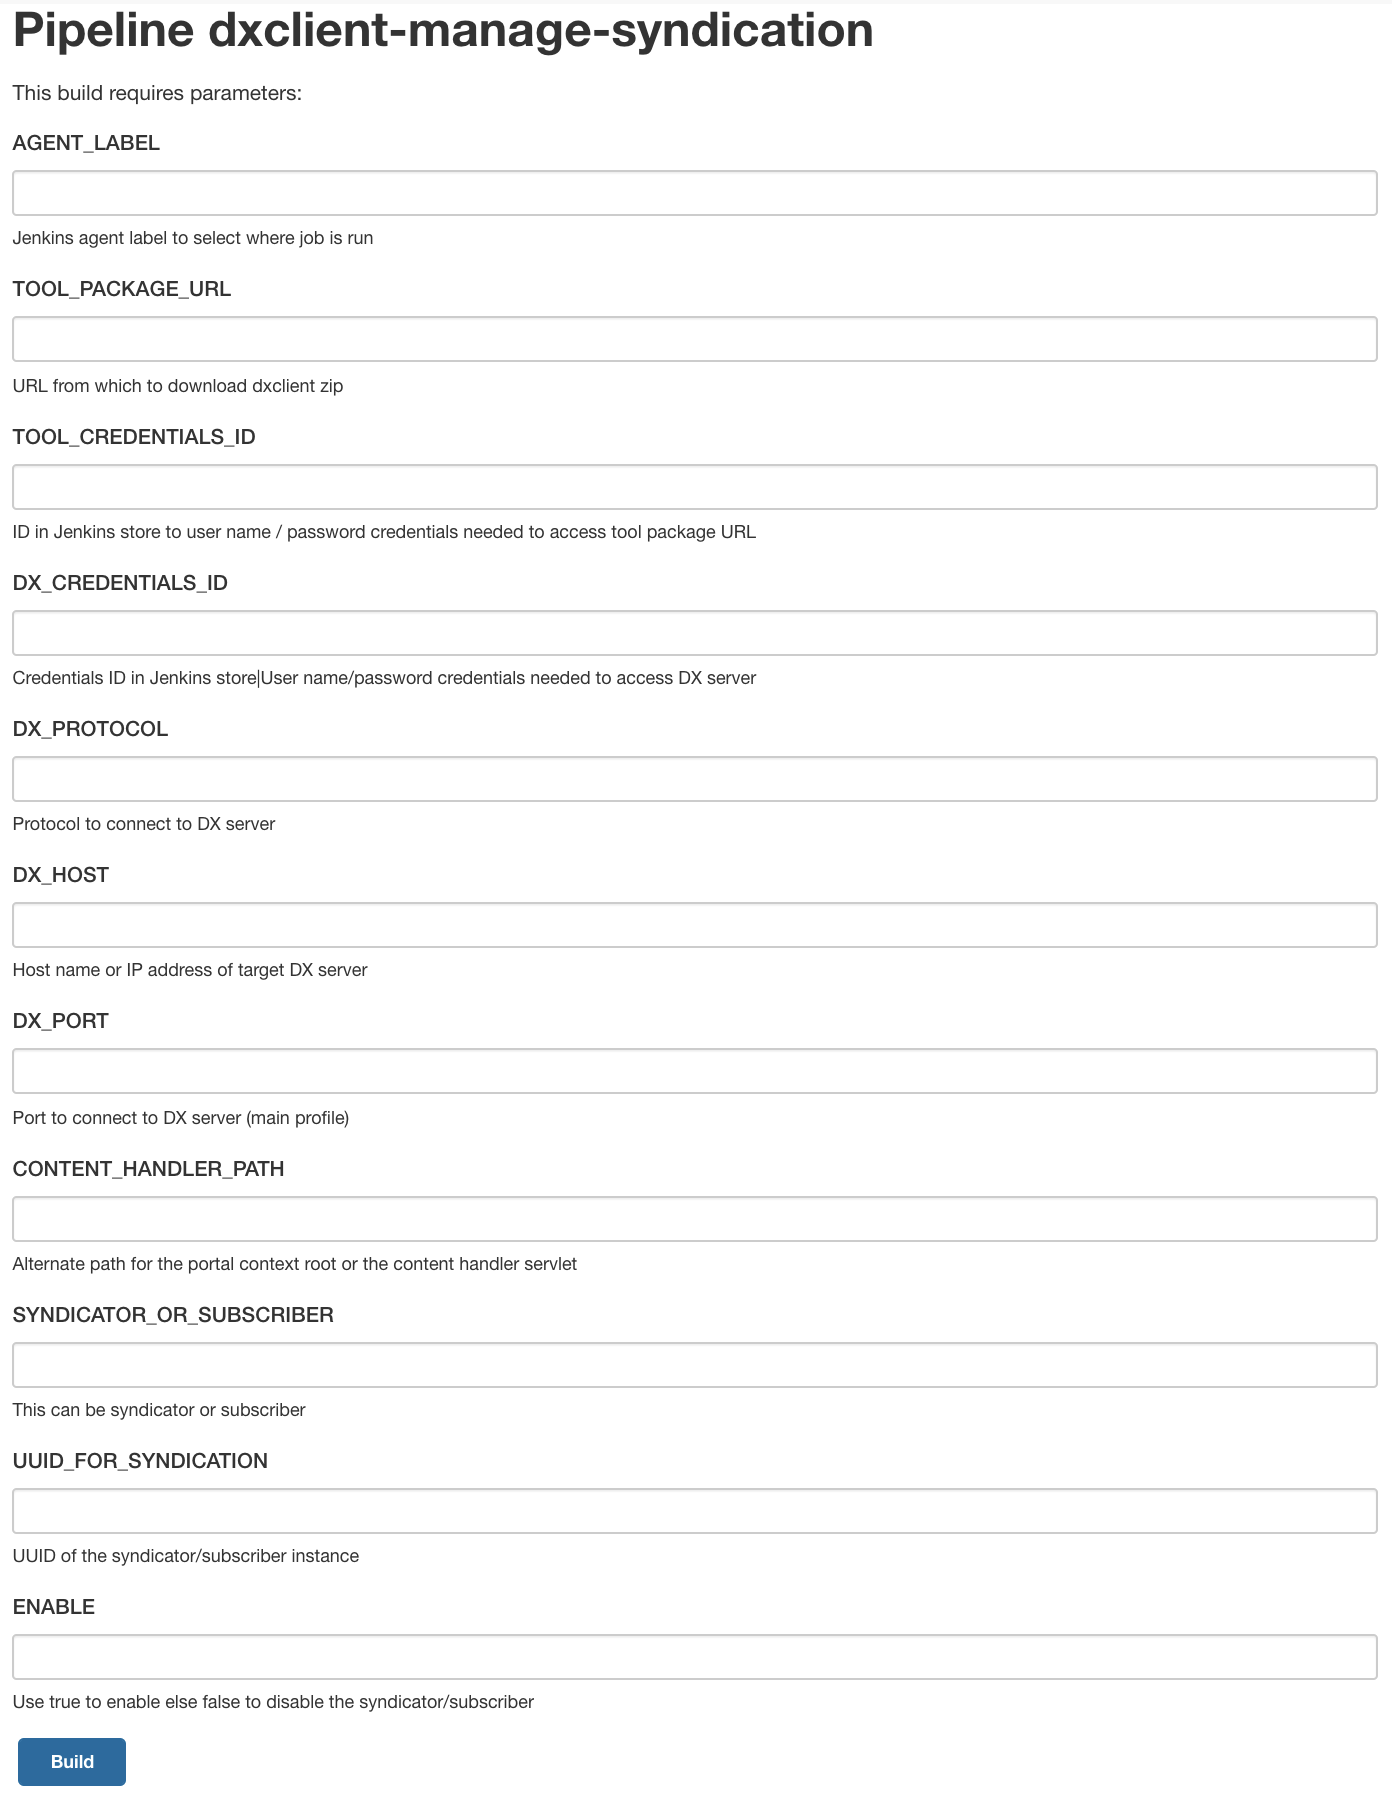 Pipeline dxclient-manage-syndication
This build requires parameters:
AGENT_LABEL
Jenkins agent label to select where job is run
TOOL_PACKAGE_URL
URL from which to download dxclient zip
TOOL_CREDENTIALS_ID
ID in Jenkins store to user name / password credentials needed to access tool package URL
DX_CREDENTIALS_ID
Credentials ID in Jenkins store|User name/password credentials needed to access DX server
DX_PROTOCOL
Protocol to connect to DX server
DX_HOST
Host name or IP address of target DX server
DX_PORT
Port to connect to DX server (main profile)
CONTENT_HANDLER_PATH
Alternate path for the portal context root or the content handler servlet
SYNDICATOR_OR_SUBSCRIBER
This can be syndicator or subscriber
UUID_FOR_SYNDICATION
UUID of the syndicator/subscriber instance
ENABLE
Use true to enable else false to disable the syndicator/subscriber
Build